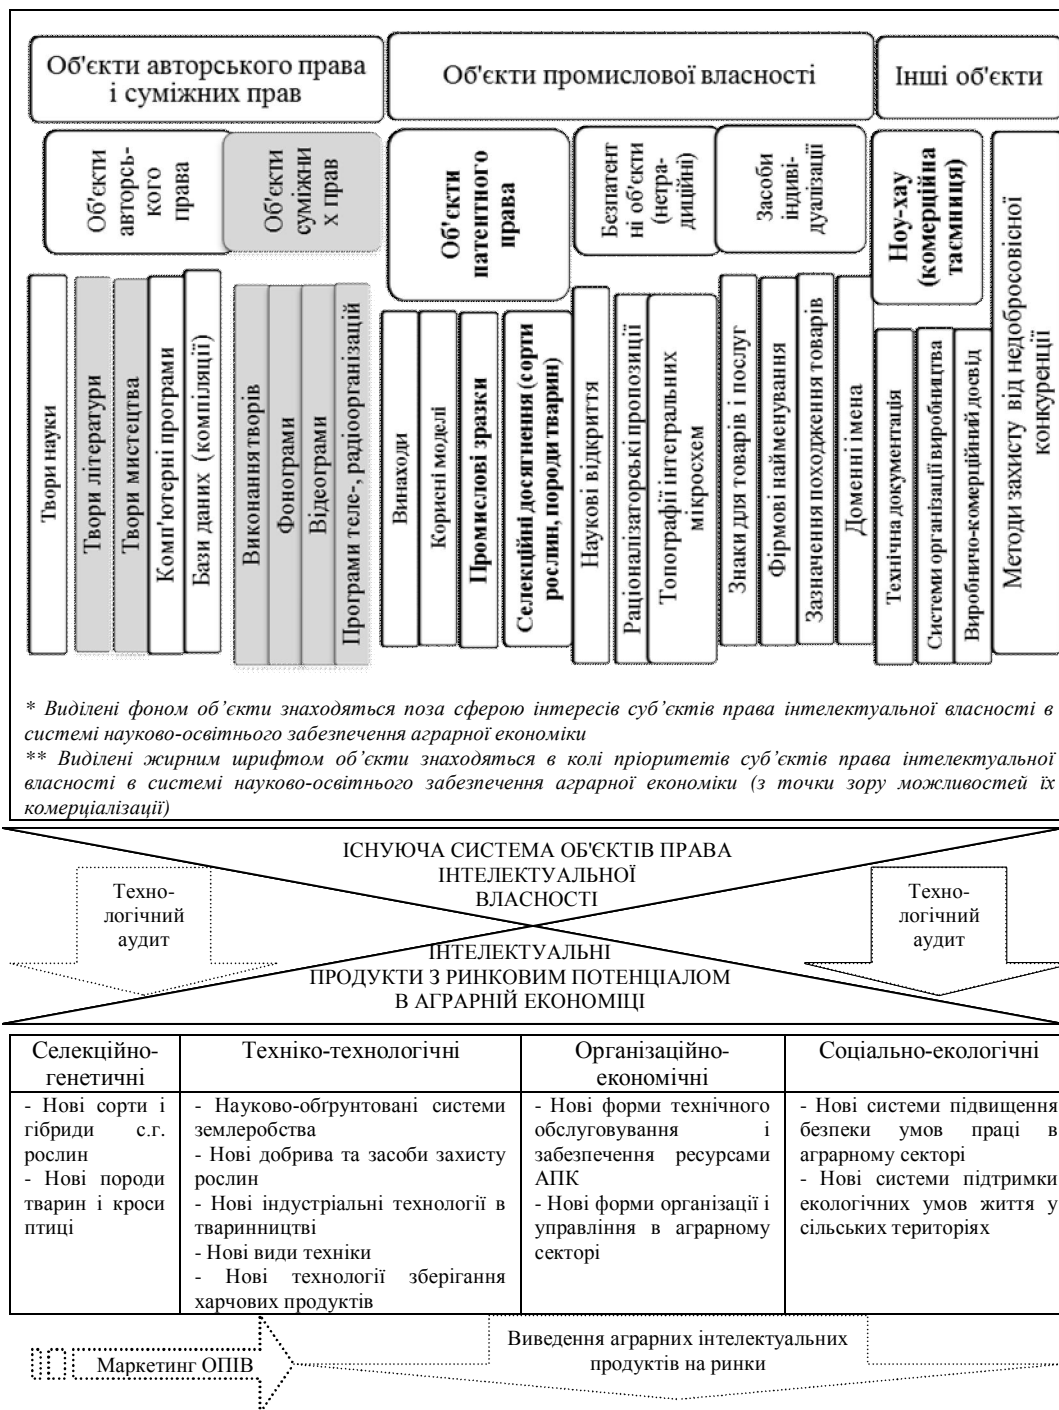 Об'єкти авторського права
і суміжних прав
Об'єкти промислової власності
Інші об'єкти
Об'єкти
авторсь-
кого
права
Об'єкти
суміжни
х прав
Об'єкти
патентного
права
Безпатент
ні об'єкти
(нетра-
диційні)
Засоби
індиві-
дуалізації
Ноу-хау
(комерційна
таємниця)
Методи захисту від недобросовісної
конкуренції
Твори науки
Твори літератури
Твори мистецтва
Комп'ютерні програми
Бази даних (компіляції)
Виконання творів
Фонограми
Відеограми
Програми теле-, радіоорганізацій
Винаходи
Корисні моделі
Промислові зразки
Селекційні досягнення (сорти
рослин, породи тварин)
Наукові відкриття
Раціоналізаторські пропозиції
Топографії інтегральних
мікросхем
Знаки для товарів і послуг
Фірмові найменування
Зазначення походження товарів
Доменні імена
Технічна документація
Системи організації виробництва
Виробничо-комерційний досвід
* Виділені фоном об’єкти знаходяться поза сферою інтересів суб’єктів права інтелектуальної власності в
системі науково-освітнього забезпечення аграрної економіки
** Виділені жирним шрифтом об’єкти знаходяться в колі пріоритетів суб’єктів права інтелектуальної
власності в системі науково-освітнього забезпечення аграрної економіки (з точки зору можливостей їх
комерціалізації)
ІСНУЮЧА СИСТЕМА ОБ'ЄКТІВ ПРАВА
ІНТЕЛЕКТУАЛЬНОЇ
ВЛАСНОСТІ
Техно-
логічний
аудит
Техно-
логічний
аудит
ІНТЕЛЕКТУАЛЬНІ
ПРОДУКТИ З РИНКОВИМ ПОТЕНЦІАЛОМ
В АГРАРНІЙ ЕКОНОМІЦІ
Селекційно-
генетичні
- Нові сорти і
гібриди с.г.
рослин
- Нові породи
тварин і кроси
птиці
Техніко-технологічні
- Науково-обґрунтовані системи
землеробства
- Нові добрива та засоби захисту
рослин
- Нові індустріальні технології в
тваринництві
- Нові види техніки
- Нові технології зберігання
харчових продуктів
Організаційно-
економічні
- Нові форми технічного
обслуговування і
забезпечення ресурсами
АПК
- Нові форми організації і
управління в аграрному
секторі
Соціально-екологічні
- Нові системи підвищення
безпеки умов праці в
аграрному секторі
- Нові системи підтримки
екологічних умов життя у
сільських територіях
Маркетинг ОПІВ
Виведення аграрних інтелектуальних
продуктів на ринки